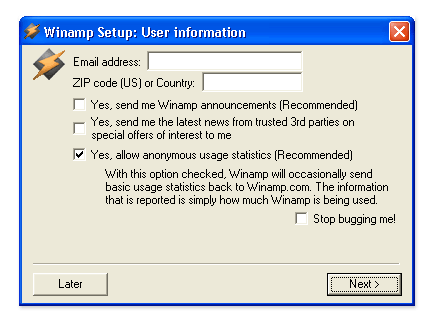 Winamp Setup: User information
Email address:
ZIP code (US) or Country:
Yes, send me Winamp announcements (Recommended)
Yes, send me the latest news from trusted 3rd parties on
special offers of interest to me
Yes, allow anonymous usage statistics (Recommended)
With this option checked, Winamp will occasionally send
basic usage statistics back to Winamp.com. The information
that is reported is simply how much Winamp is being used.
Stop bugging me!
Later
Next >